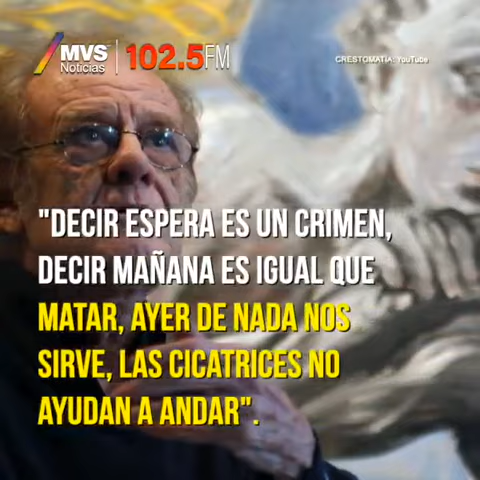 MVS
Noticias
102.5FM
CRESTOMATIA: YouTube
"DECIR ESPERA ES UN CRIMEN,
DECIR MAÑANA ES IGUAL QUE
MATAR, AYER DE NADA NOS
SIRVE, LAS CICATRICES NO
AYUDAN A ANDAR".